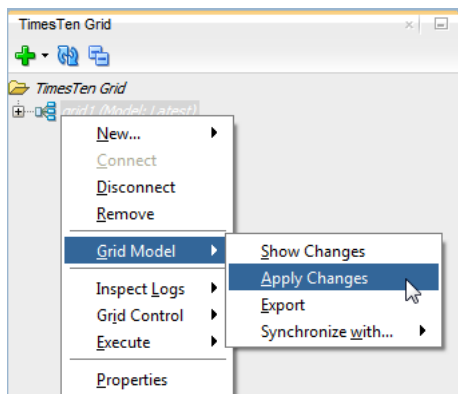 TimesTen Grid
TimesTen Grid
grid1 (Model: Latest)
New...
Connect
Disconnect
Remove
Grid Model
Show Changes
Apply Changes
Export
Synchronize with...
Inspect Logs
Grid Control
Execute
Properties